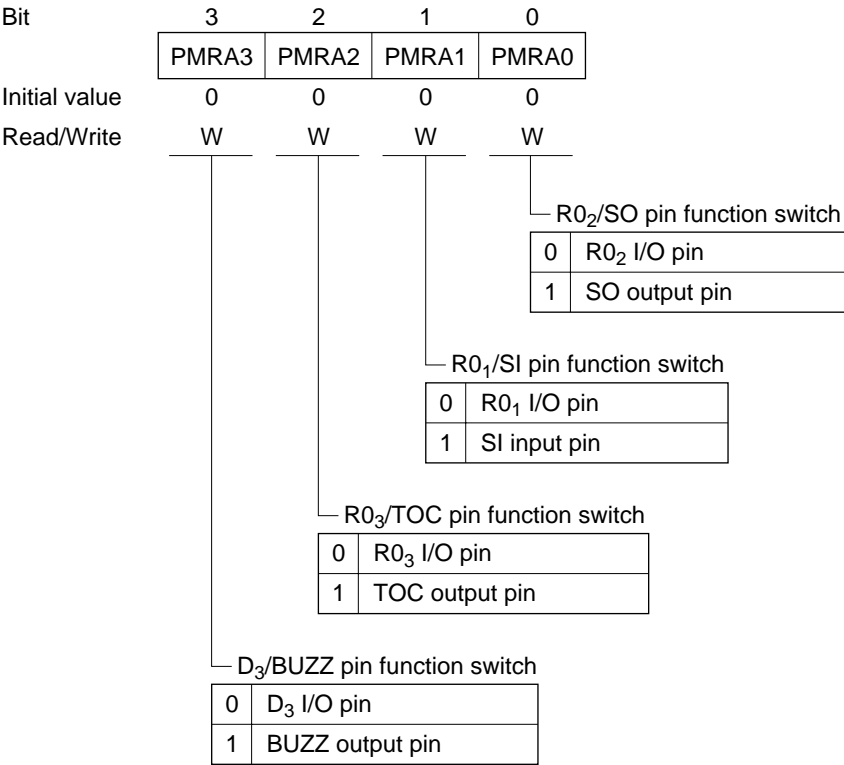 Bit 3 2 1 0
PMRA3 PMRA2 PMRA1 PMRA0
Initial value 0 0 0 0
Read/Write W W W W
R0₂/SO pin function switch
0 R0₂ I/O pin
1 SO output pin
R0₁/SI pin function switch
0 R0₁ I/O pin
1 SI input pin
R0₃/TOC pin function switch
0 R0₃ I/O pin
1 TOC output pin
D₃/BUZZ pin function switch
0 D₃ I/O pin
1 BUZZ output pin